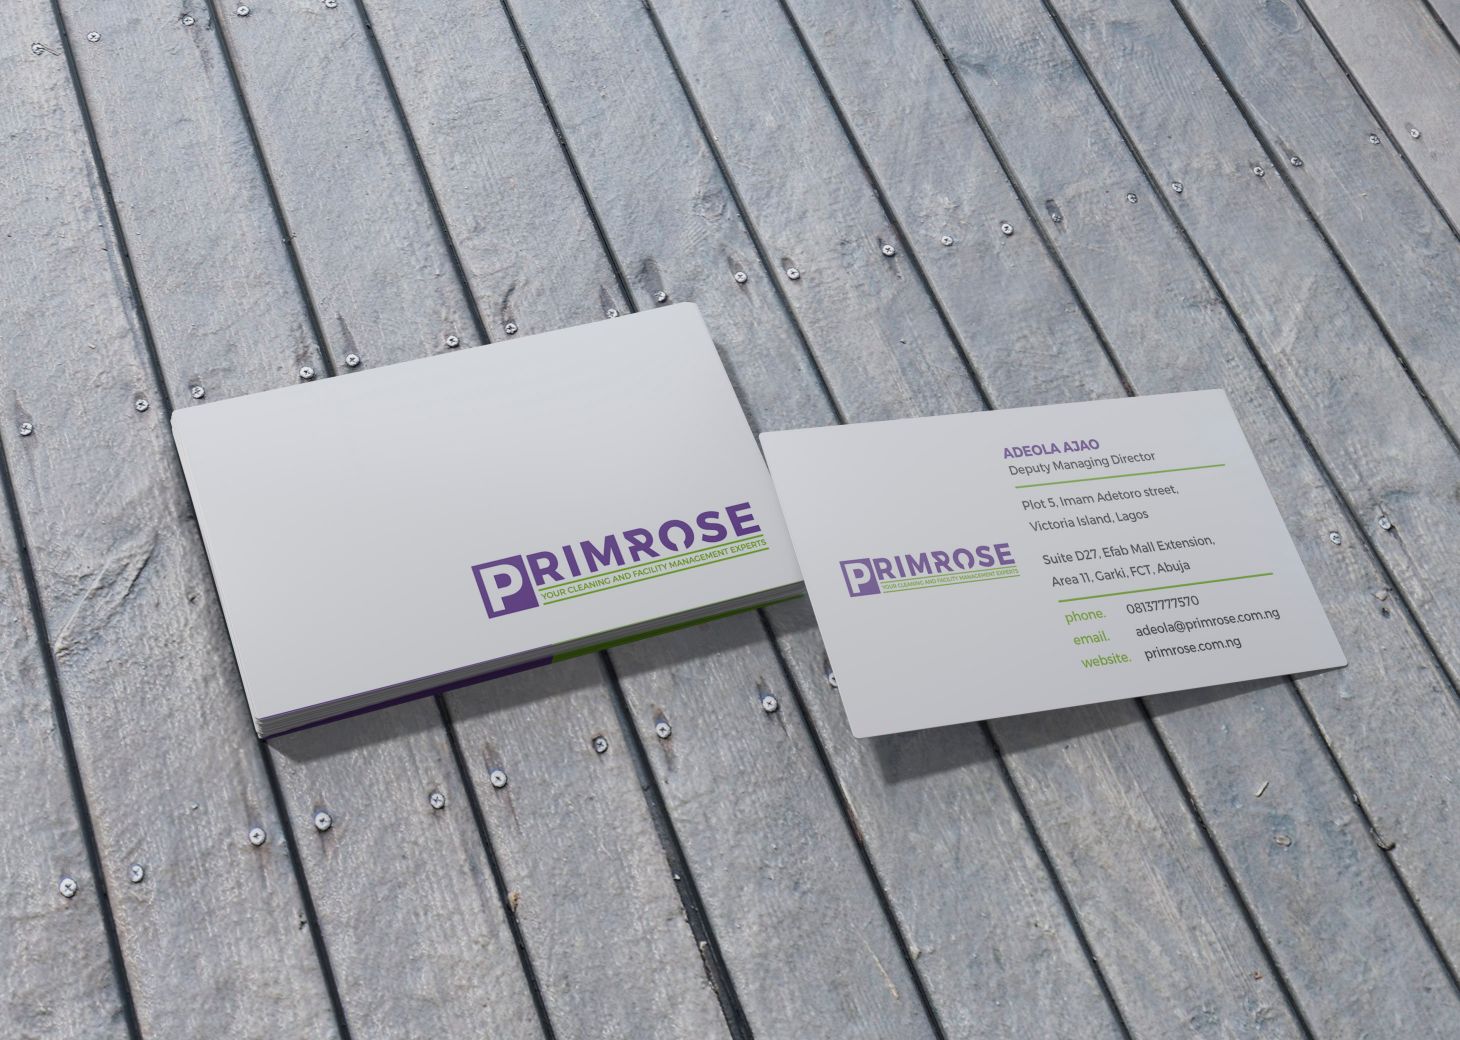 PRIMROSE
YOUR CLEANING AND FACILITY MANAGEMENT EXPERTS
PRIMROSE
YOUR CLEANING AND FACILITY MANAGEMENT EXPERTS
ADEOLA AJAO
Deputy Managing Director
Plot 5, Imam Adetoro street,
Victoria Island, Lagos
Suite D27, Efab Mall Extension,
Area 11, Garki, FCT, Abuja
phone. 08137777570
email. adeola@primrose.com.ng
website. primrose.com.ng